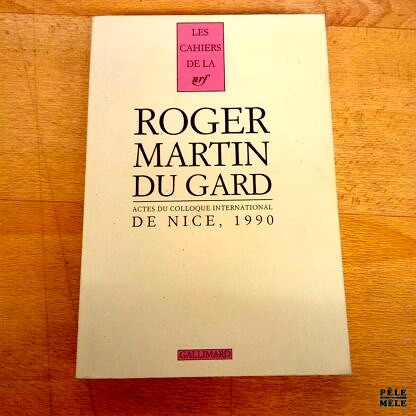 LES
CAHIERS
DE LA
nrf
ROGER
MARTIN
DU GARD
ACTES DU COLLOQUE INTERNATIONAL
DE NICE, 1990
GALLIMARD
PÊLE
MÊLE